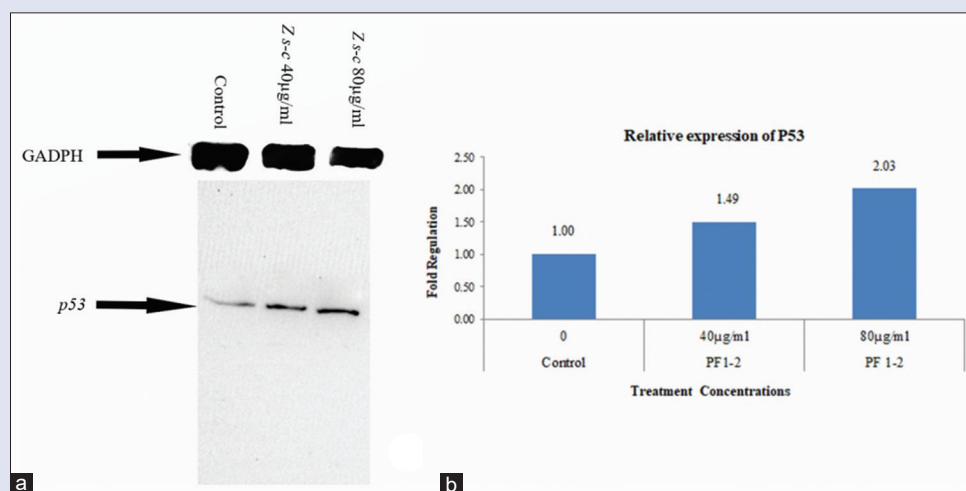 Control
Z s-c 40µg/ml
Z s-c 80µg/ml
GADPH
p53
a
Relative expression of P53
Fold Regulation
2.50
2.00
1.50
1.00
0.50
0.00
1.00
1.49
2.03
0 40µg/ml 80µg/ml
Control PF1-2 PF 1-2
Treatment Concentrations
b